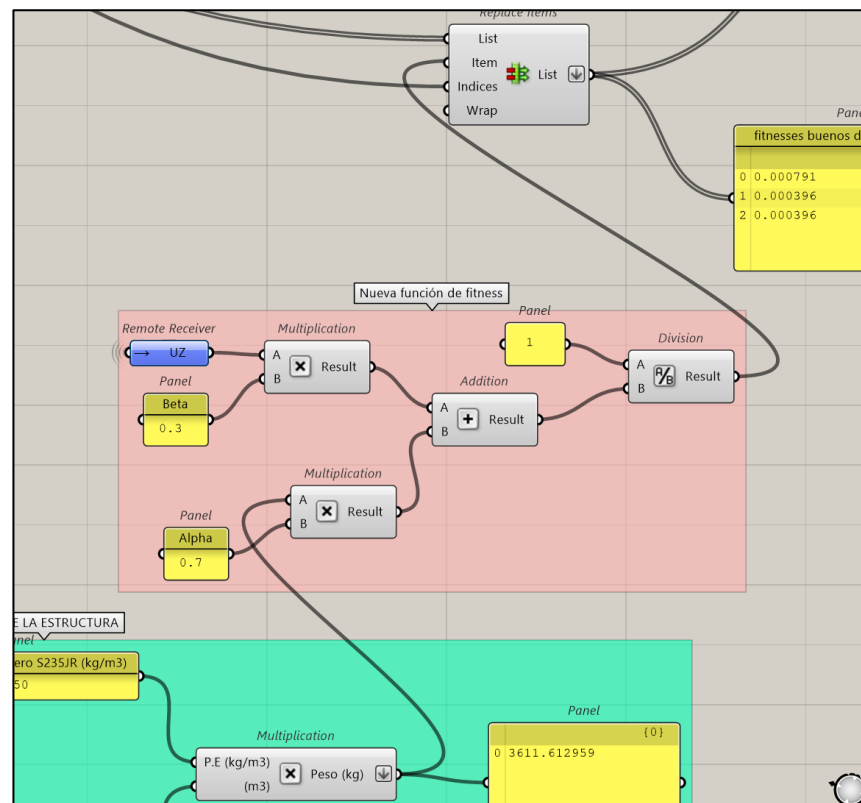 Replace Items
List
Item
Indices
Wrap
List
fitnesses buenos d
0 0.000791
1 0.000396
2 0.000396
Nueva función de fitness
Remote Receiver
UZ
Multiplication
A
B
Result
Panel
1
Division
A
B
A/B
Result
Panel
Beta
0.3
Addition
A
B
Result
Multiplication
A
B
Result
Panel
Alpha
0.7
E LA ESTRUCTURA
ero S235JR (kg/m3)
50
Multiplication
P.E (kg/m3)
(m3)
Peso (kg)
Panel
{0}
0 3611.612959